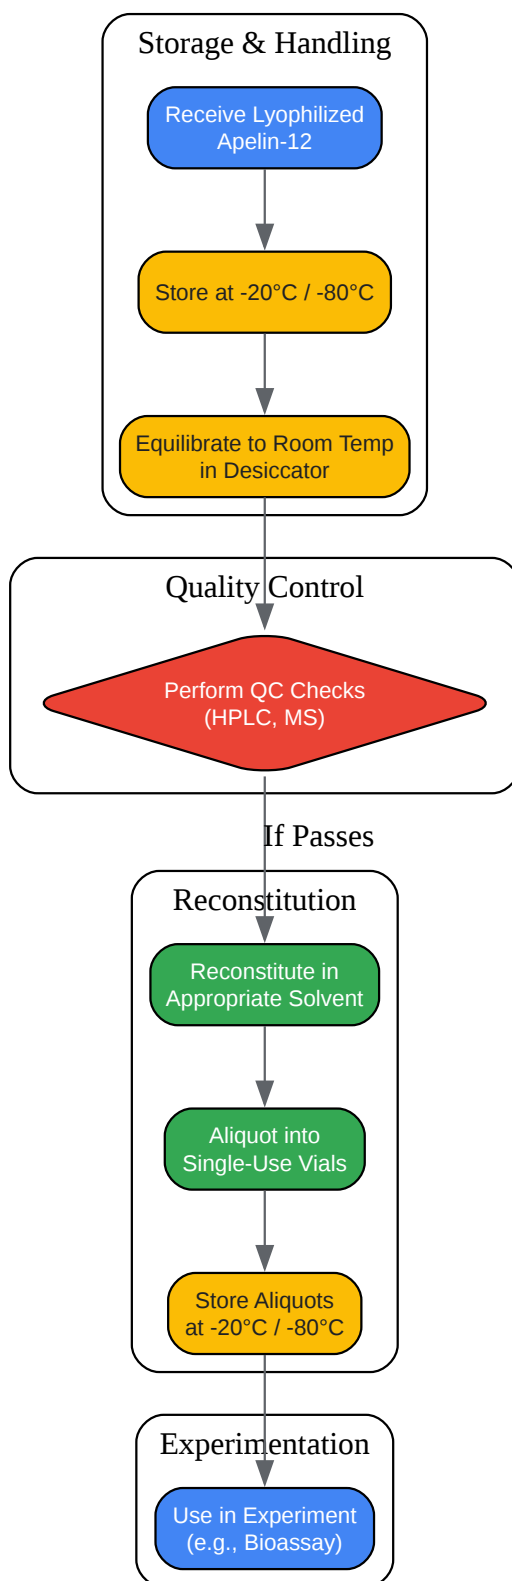 Storage & Handling
Receive Lyophilized
Apelin-12
Store at -20°C / -80°C
Equilibrate to Room Temp
in Desiccator
Quality Control
Perform QC Checks
(HPLC, MS)
If Passes
Reconstitution
Reconstitute in
Appropriate Solvent
Aliquot into
Single-Use Vials
Store Aliquots
at -20°C / -80°C
Experimentation
Use in Experiment
(e.g., Bioassay)